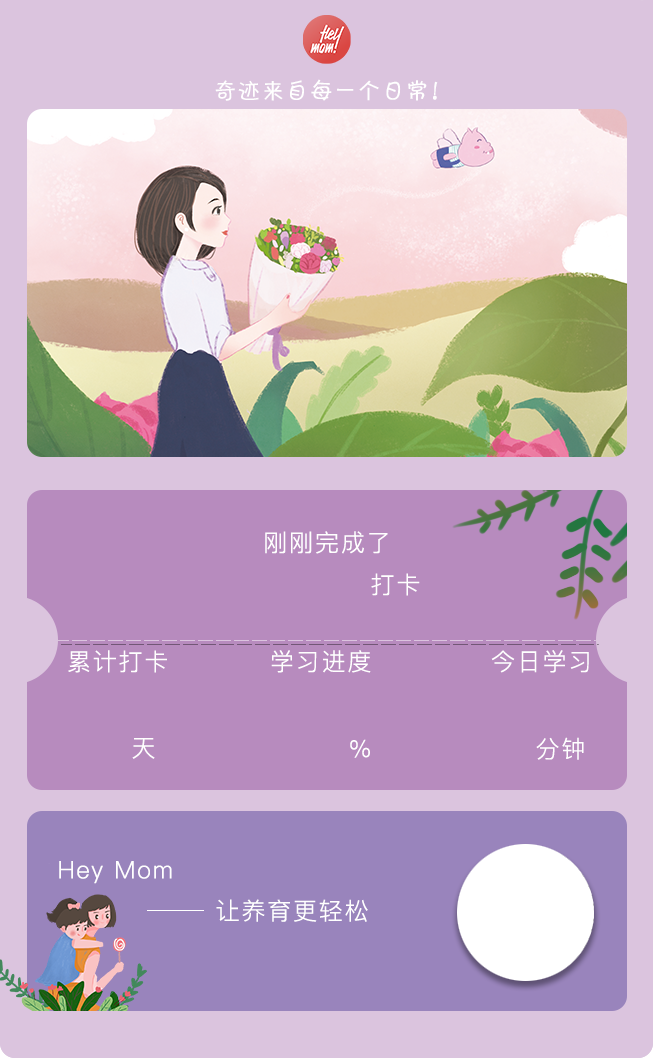 Hey
mom!
奇迹来自每一个日常!
刚刚完成了
打卡
累计打卡 学习进度 今日学习
天 % 分钟
Hey Mom
—— 让养育更轻松